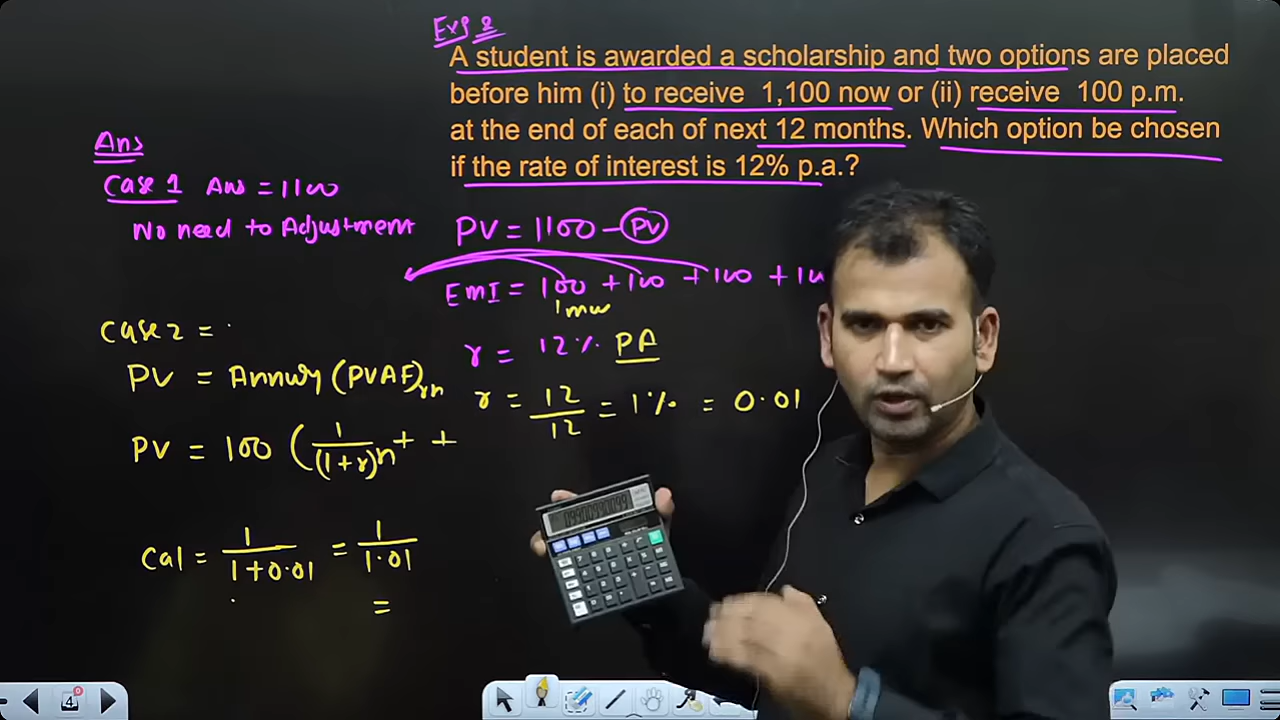 Exp 2
A student is awarded a scholarship and two options are placed
before him (i) to receive 1,100 now or (ii) receive 100 p.m.
at the end of each of next 12 months. Which option be chosen
if the rate of interest is 12% p.a.?
Ans
Case 1 Ans = 1100
No need to Adjustment
PV = 1100 - PV
EMI = 100 + 100 + 100 + 10
r = 12% PA
r = 12/12 = 1% = 0.01
Case 2 =
PV = (PVAF)rn
PV = 100 ( 1/(1+r)n + +
Cal = 1/1+0.01 = 1/1.01
=
4